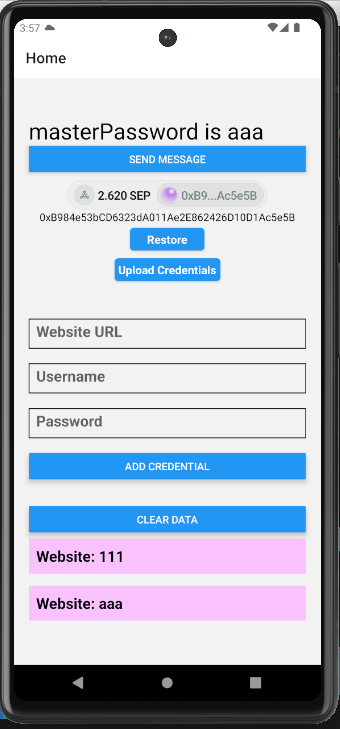 3:57
Home
masterPassword is aaa
SEND MESSAGE
2.620 SEP 0xB9...Ac5e5B
0xB984e53bCD6323dA011Ae2E862426D10D1Ac5e5B
Restore
Upload Credentials
Website URL
Username
Password
ADD CREDENTIAL
CLEAR DATA
Website: 111
Website: aaa